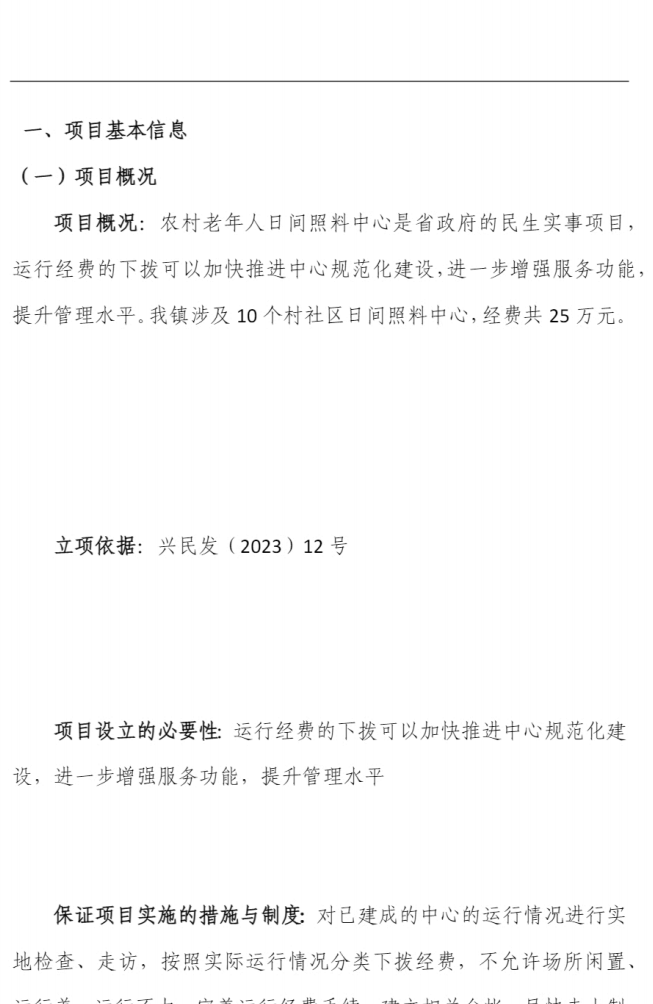 一、项目基本信息
（一）项目概况
项目概况：农村老年人日间照料中心是省政府的民生实事项目，
运行经费的下拨可以加快推进中心规范化建设，进一步增强服务功能，
提升管理水平。我镇涉及 10 个村社区日间照料中心，经费共 25 万元。
立项依据：兴民发（2023）12 号
项目设立的必要性：运行经费的下拨可以加快推进中心规范化建
设，进一步增强服务功能，提升管理水平
保证项目实施的措施与制度：对已建成的中心的运行情况进行实
地检查、走访，按照实际运行情况分类下拨经费，不允许场所闲置、